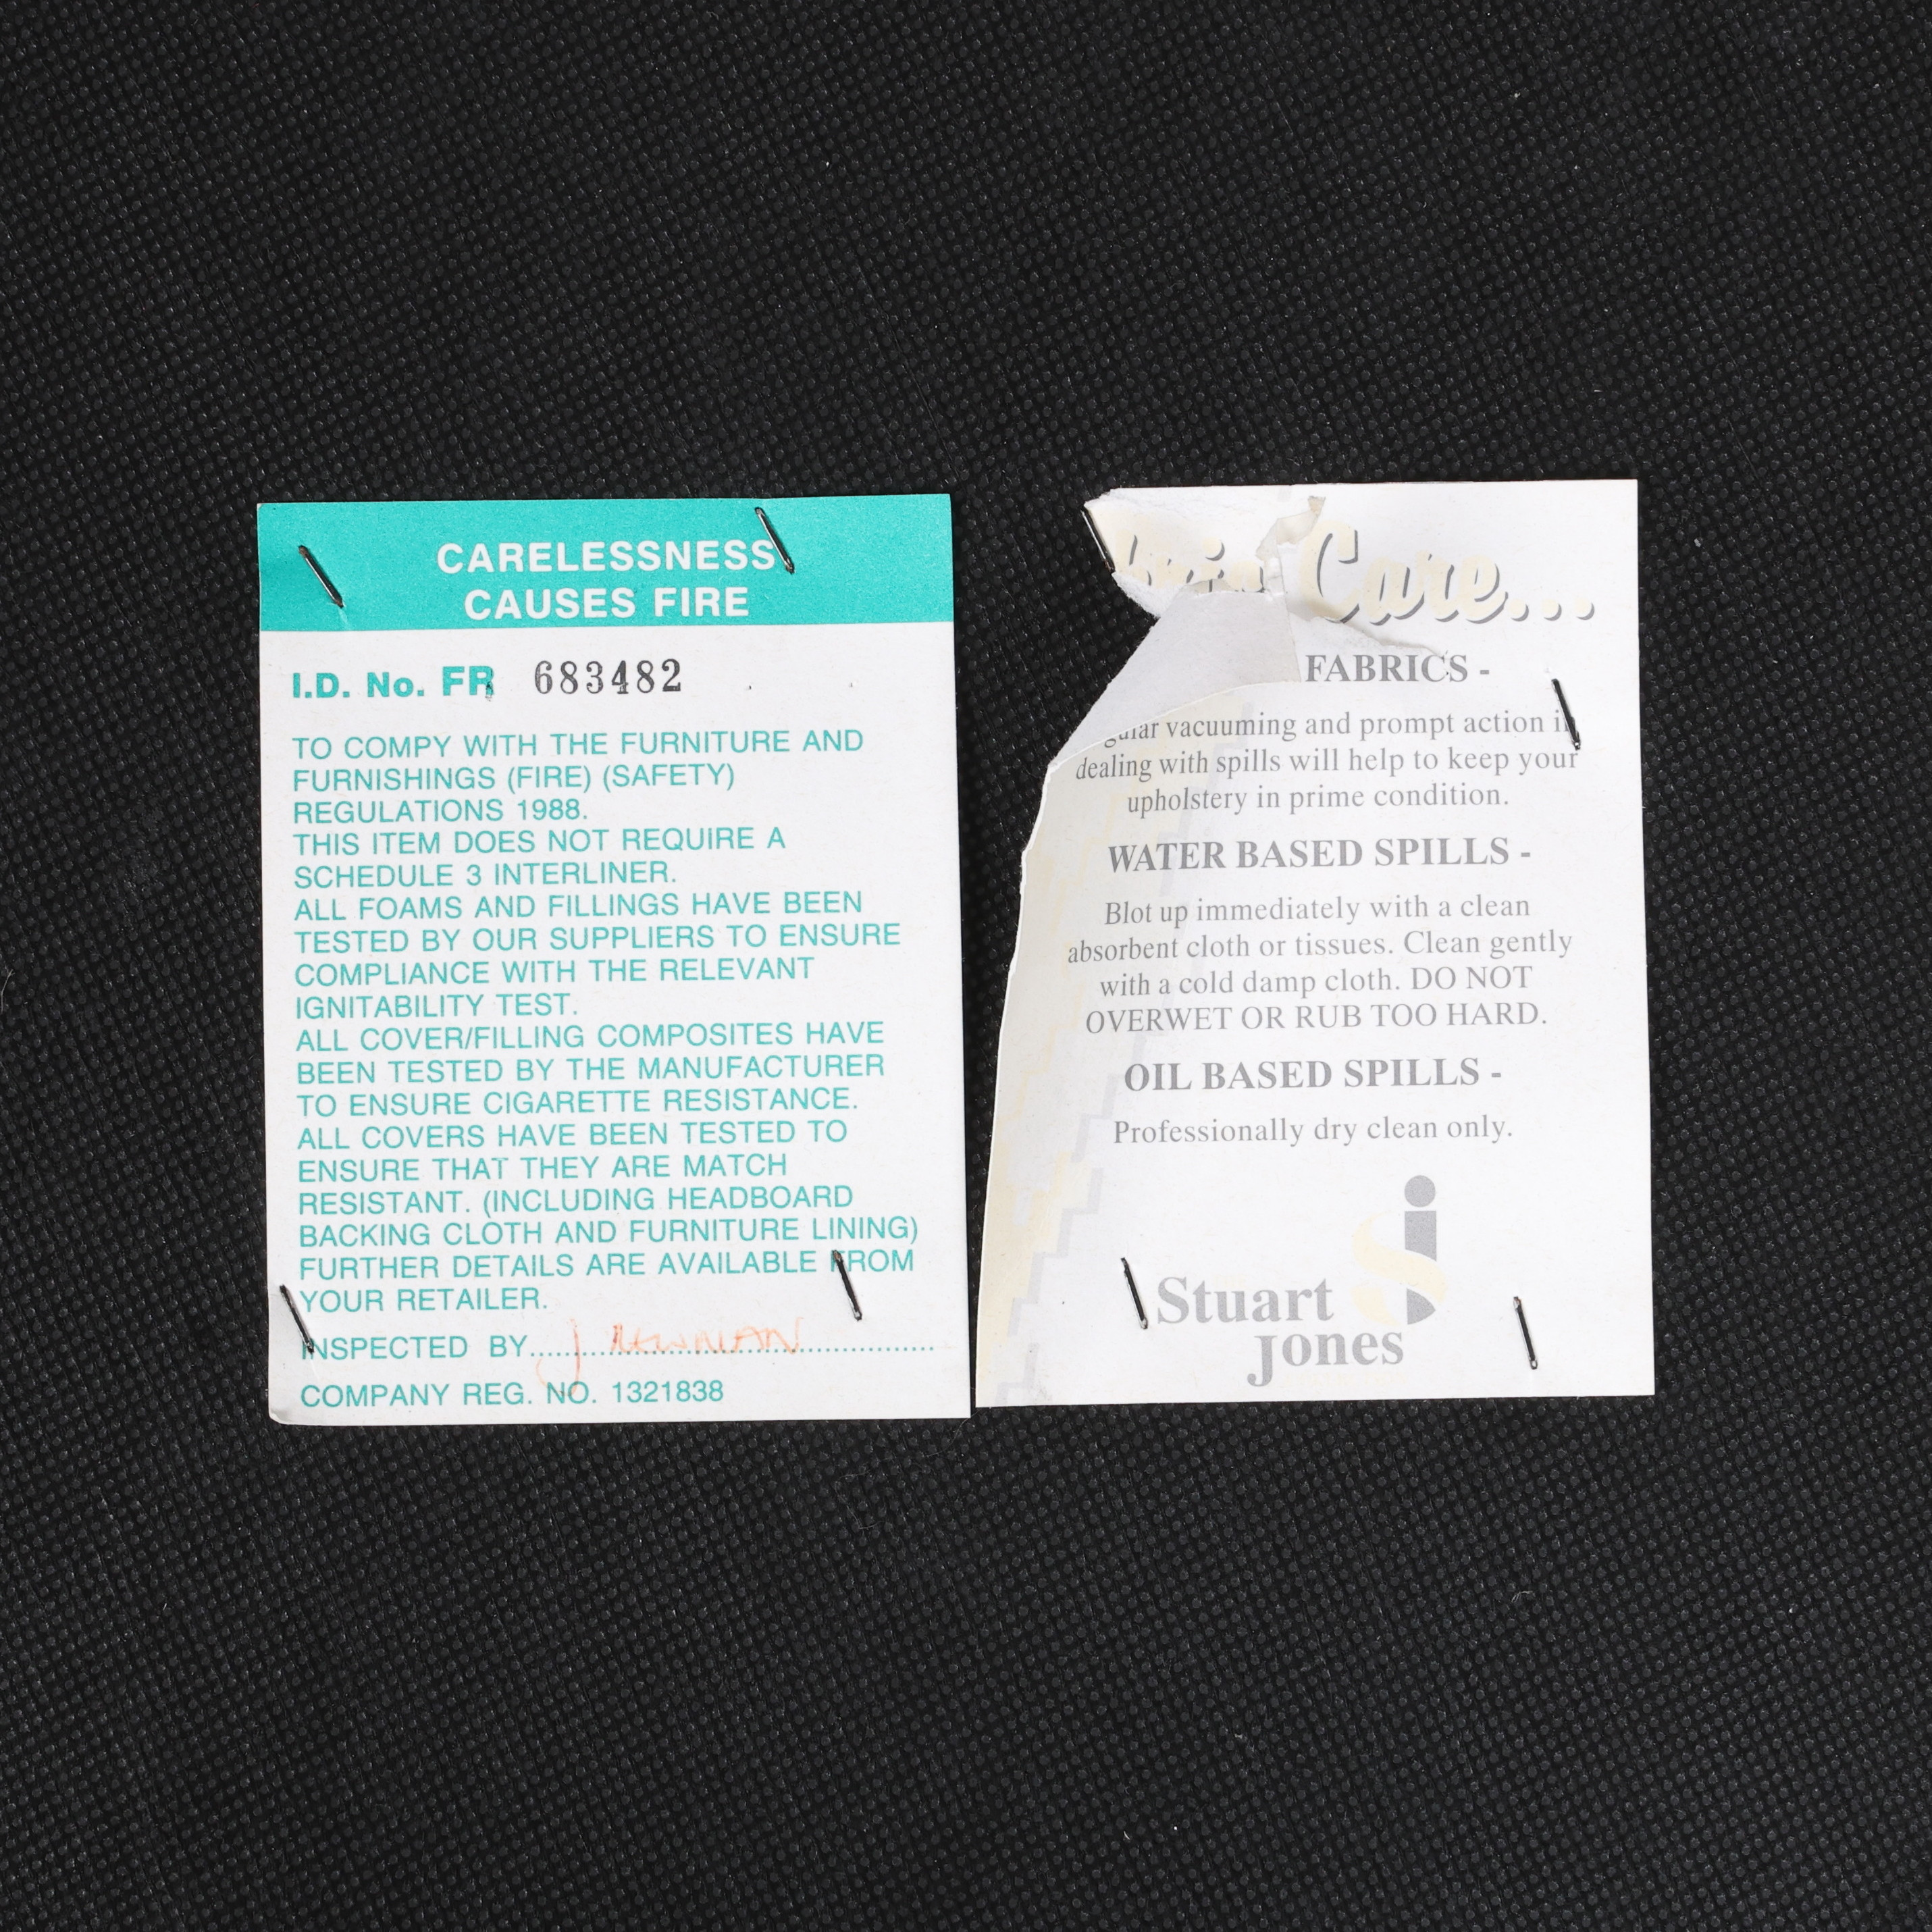 CARELESSNESS
CAUSES FIRE
I.D. No. FR 683482
TO COMPY WITH THE FURNITURE AND
FURNISHINGS (FIRE) (SAFETY)
REGULATIONS 1988.
THIS ITEM DOES NOT REQUIRE A
SCHEDULE 3 INTERLINER.
ALL FOAMS AND FILLINGS HAVE BEEN
TESTED BY OUR SUPPLIERS TO ENSURE
COMPLIANCE WITH THE RELEVANT
IGNITABILITY TEST.
ALL COVER/FILLING COMPOSITES HAVE
BEEN TESTED BY THE MANUFACTURER
TO ENSURE CIGARETTE RESISTANCE.
ALL COVERS HAVE BEEN TESTED TO
ENSURE THAT THEY ARE MATCH
RESISTANT. (INCLUDING HEADBOARD
BACKING CLOTH AND FURNITURE LINING)
FURTHER DETAILS ARE AVAILABLE FROM
YOUR RETAILER.
INSPECTED BY.....J NEWMAN.....
COMPANY REG. NO. 1321838
Care...
FABRICS -
vacuuming and prompt action in
dealing with spills will help to keep your
upholstery in prime condition.
WATER BASED SPILLS -
Blot up immediately with a clean
absorbent cloth or tissues. Clean gently
with a cold damp cloth. DO NOT
OVERWET OR RUB TOO HARD.
OIL BASED SPILLS -
Professionally dry clean only.
Stuart
Jones